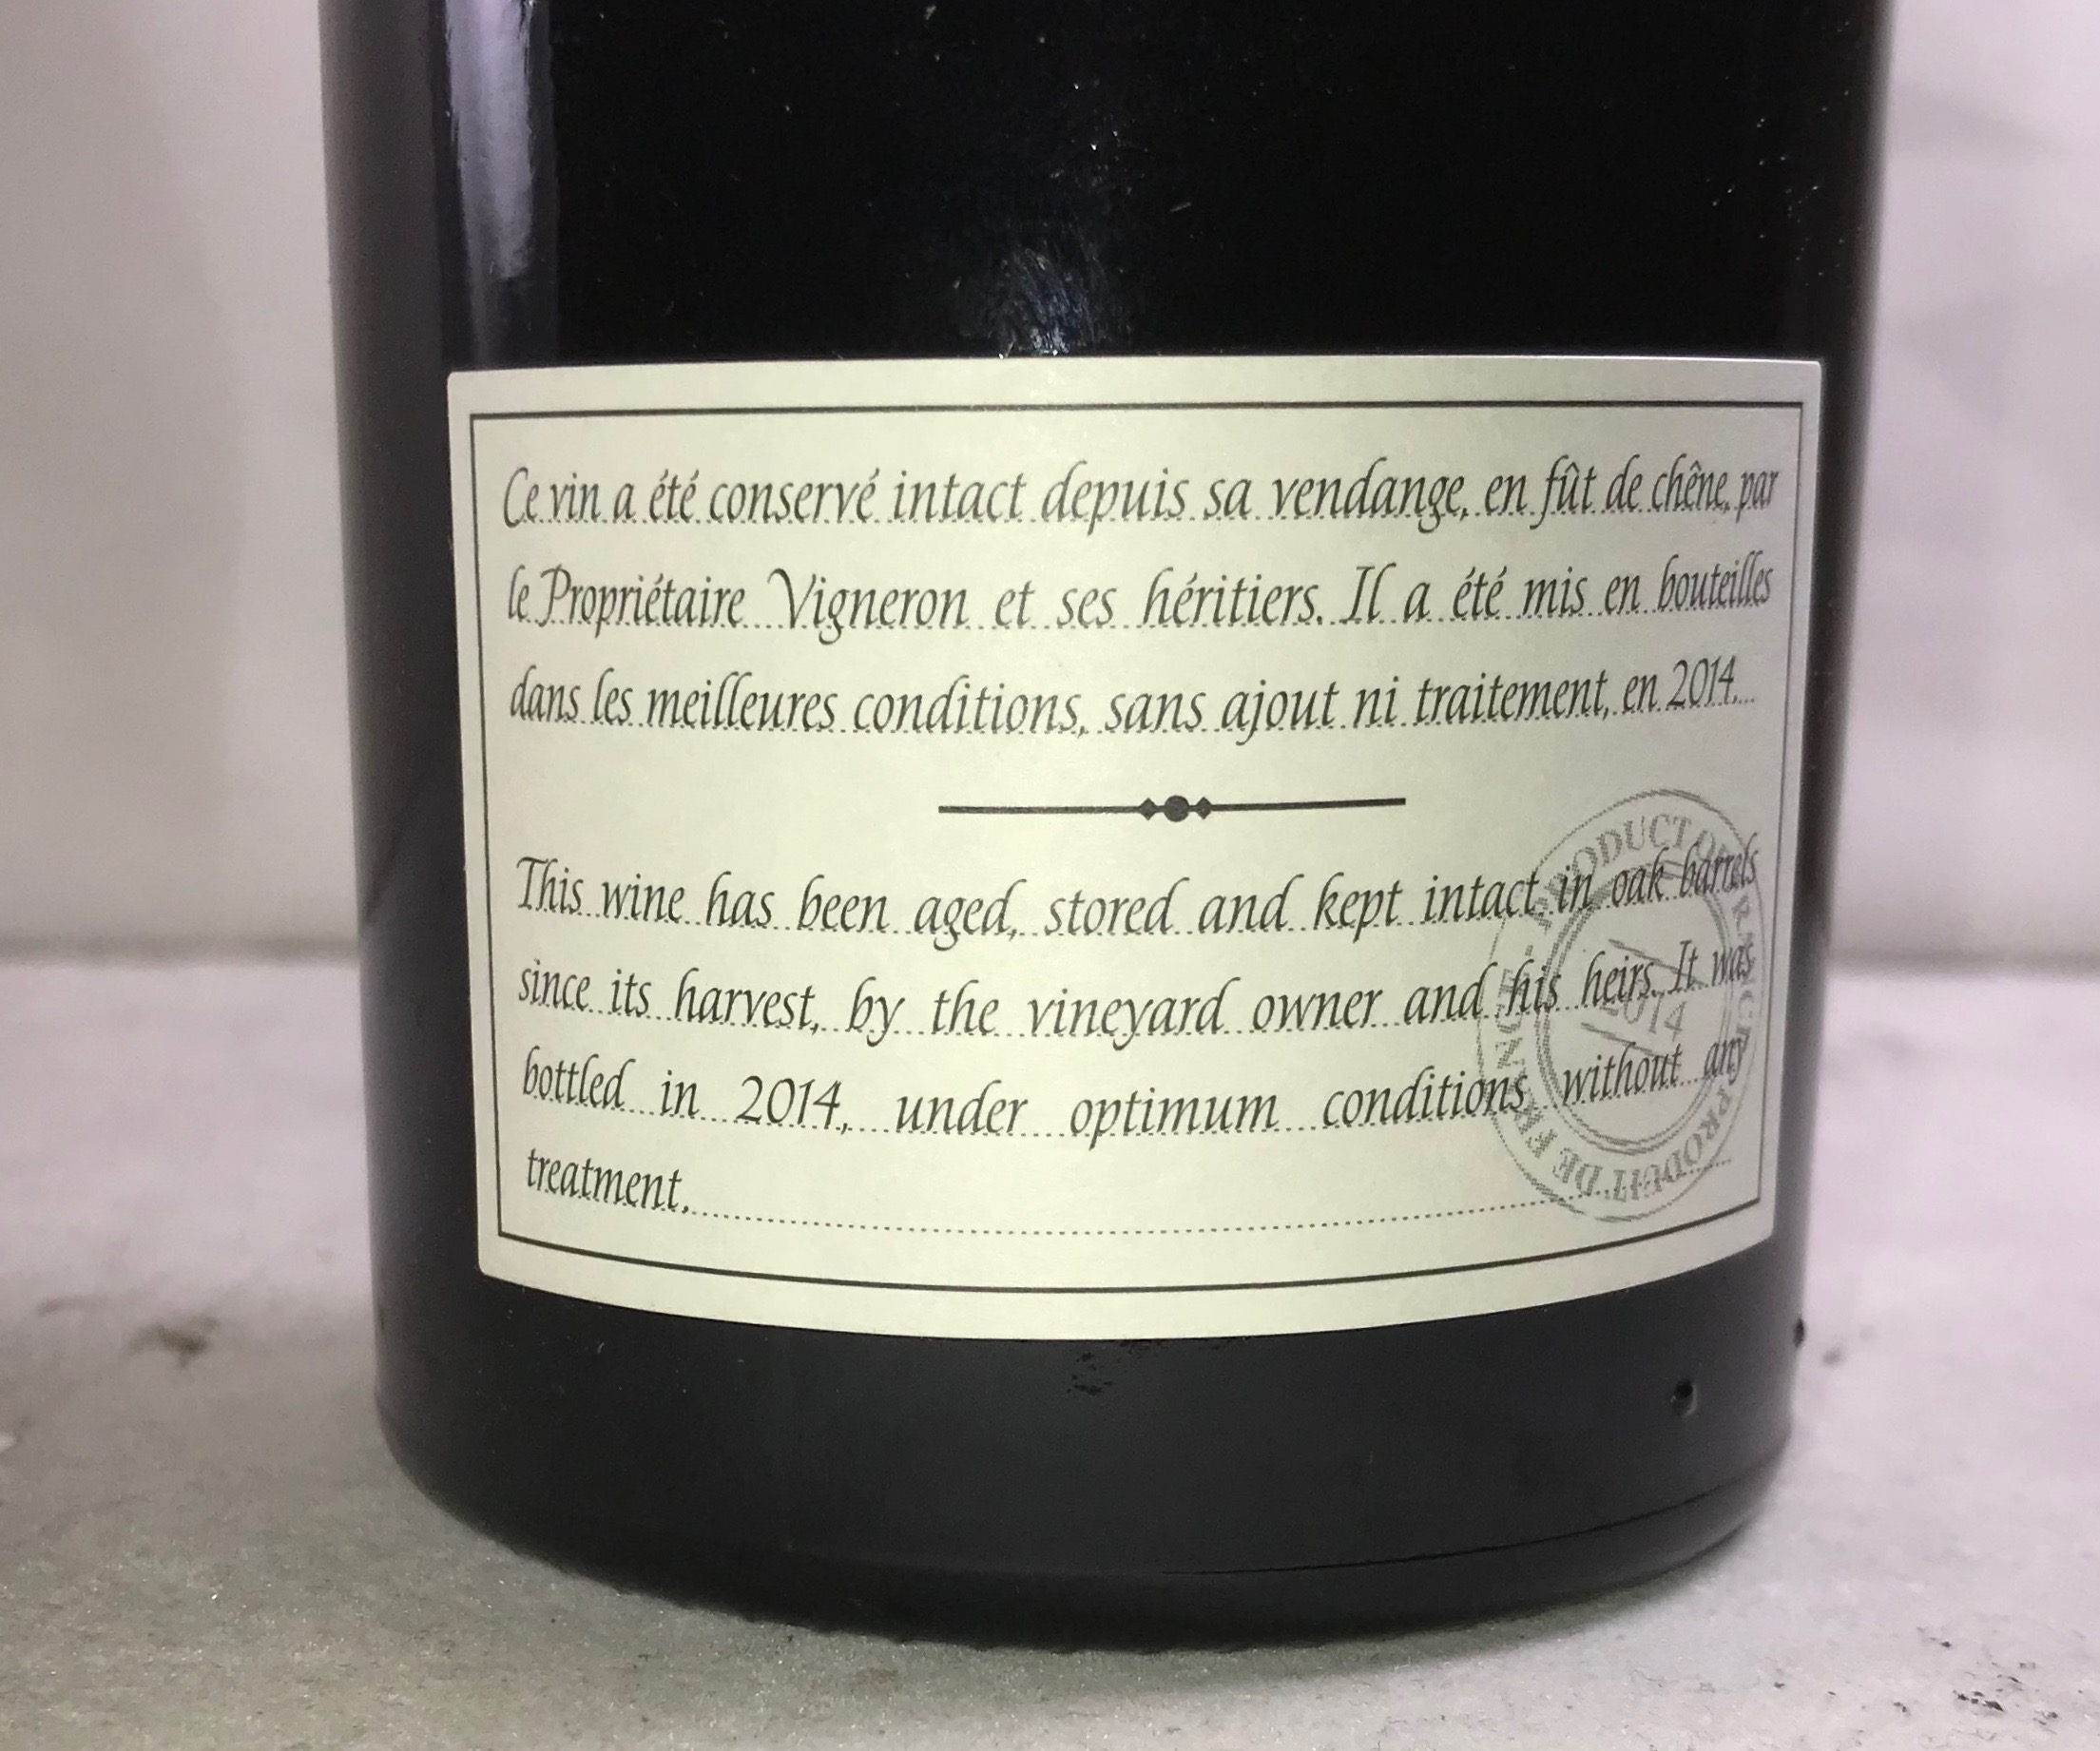 Ce vin a été conservé intact depuis sa vendange, en fût de chêne, par
le Propriétaire Vigneron et ses héritiers. Il a été mis en bouteilles
dans les meilleures conditions, sans ajout ni traitement, en 2014.
This wine has been aged, stored and kept intact in oak barrels
since its harvest, by the vineyard owner and his heirs. It was
bottled in 2014, under optimum conditions without any
treatment.
PRODUCT OF FRANCE
2014
PRODUIT DE FRANCE